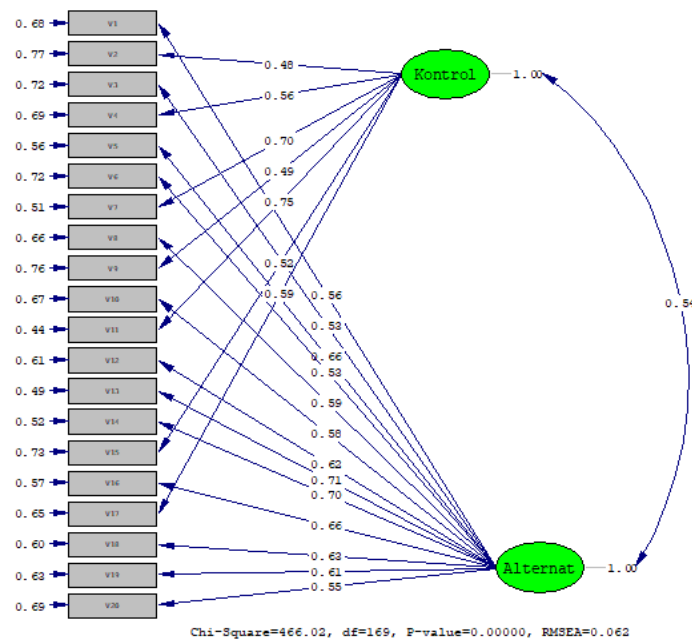 0.68 V1
0.77 V2
0.72 V3
0.69 V4
0.56 V5
0.72 V6
0.51 V7
0.66 V8
0.76 V9
0.67 V10
0.44 V11
0.61 V12
0.49 V13
0.52 V14
0.73 V15
0.57 V16
0.65 V17
0.60 V18
0.63 V19
0.69 V20
Kontrol 1.00
0.48
0.56
0.70
0.49
0.75
0.52
0.59
0.54
0.56
0.53
0.66
0.53
0.59
0.58
0.62
0.71
0.70
0.66
0.63
0.61
0.55
Alternat 1.00
Chi-Square=466.02, df=169, P-value=0.00000, RMSEA=0.062